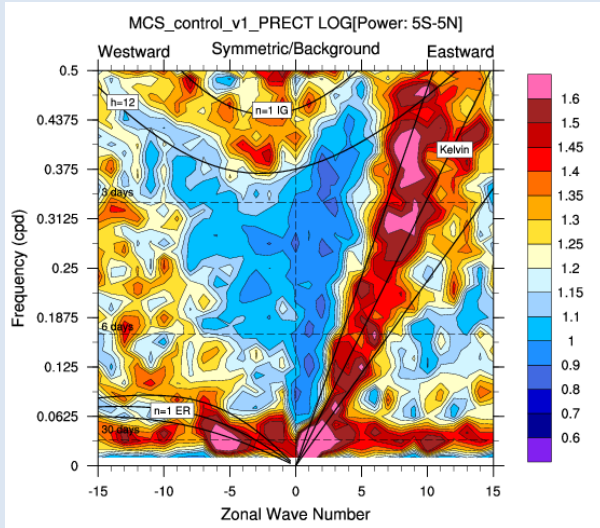 MCS_control_v1_PRECT LOG[Power: 5S-5N]
Westward Symmetric/Background Eastward
0.5
0.4375
0.375
0.3125
0.25
0.1875
0.125
0.0625
0
Frequency (cpd)
h=12
n=1 IG
Kelvin
3 days
6 days
n=1 ER
30 days
-15 -10 -5 0 5 10 15
Zonal Wave Number
1.6
1.5
1.45
1.4
1.35
1.3
1.25
1.2
1.15
1.1
1
0.9
0.8
0.7
0.6